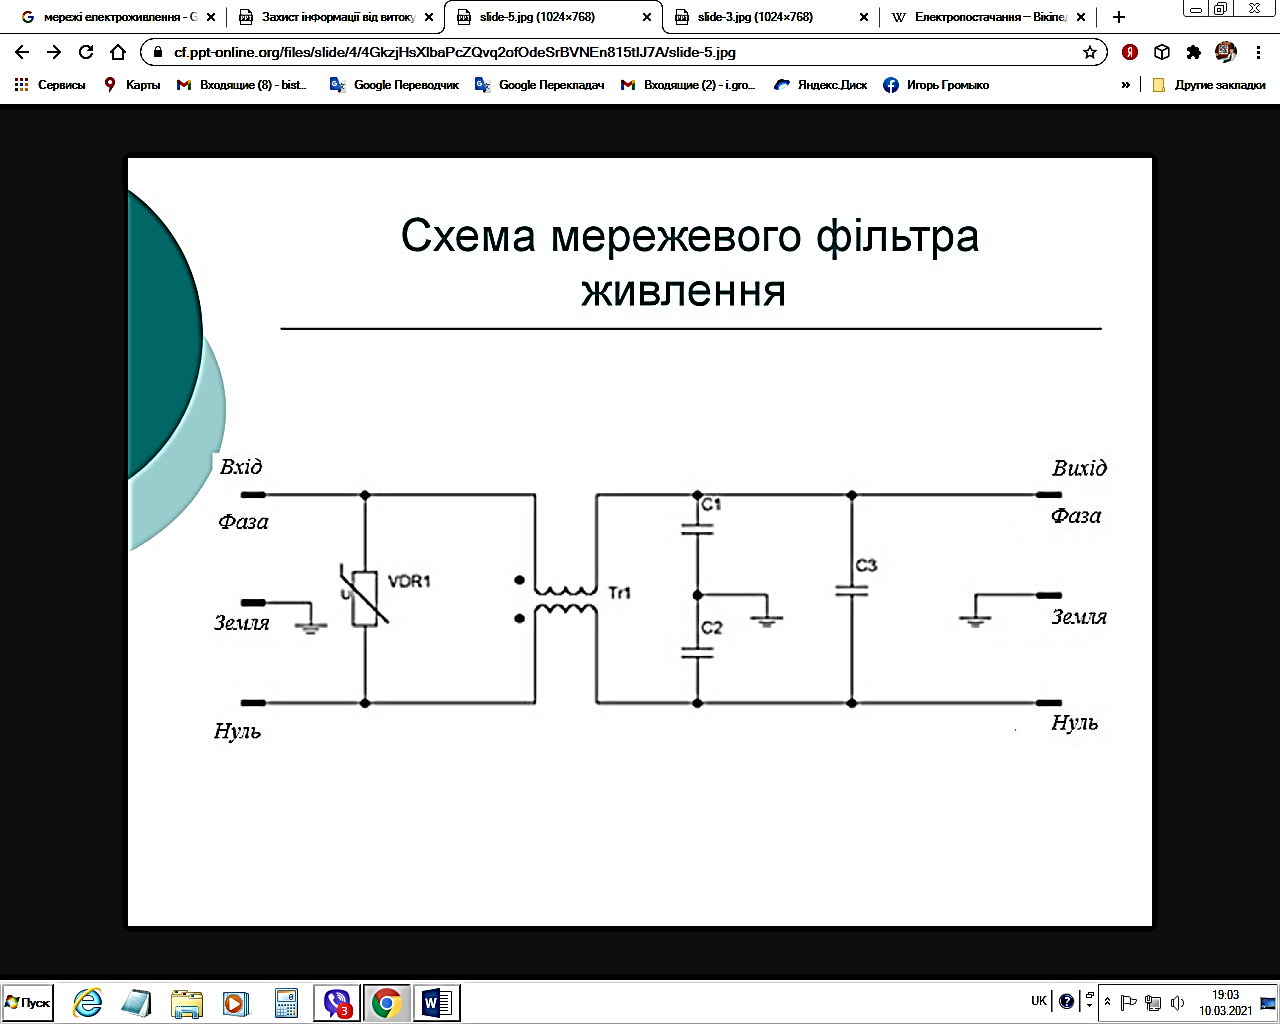 мережі електроживлення - G
Захист інформації від витоку
slide-5.jpg (1024×768)
slide-3.jpg (1024×768)
Електропостачання – Вікіпед
cf.ppt-online.org/files/slide/4/4GkzjHsXlbaPcZQvq2ofOdeSrBVNEn815tIJ7A/slide-5.jpg
Сервисы
Карты
Входящие (8) - bist...
Google Переводчик
Google Перекладач
Входящие (2) - i.gro...
Яндекс.Диск
Игорь Громыко
»
Другие закладки
Схема мережевого фільтра
живлення
Вхід
Вихід
Фаза
C1
Фаза
U
VDR1
Tr1
C3
Земля
C2
Земля
Нуль
Нуль
Пуск
3
UK
19:03
10.03.2021